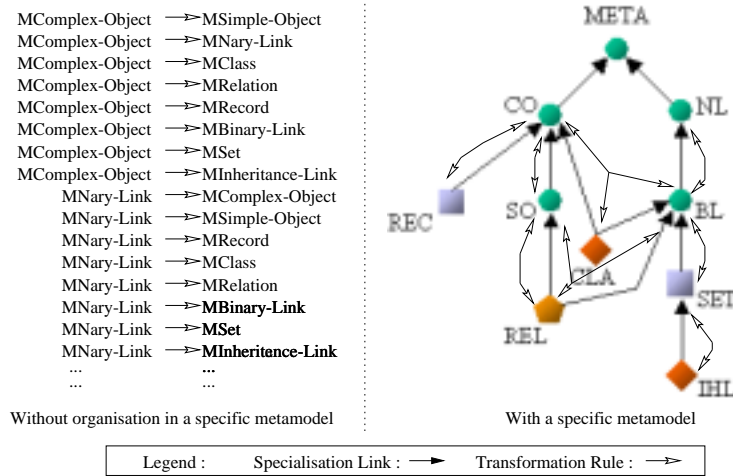 MComplex-Object MSimple-Object
MComplex-Object MNary-Link
MComplex-Object MClass
MComplex-Object MRelation
MComplex-Object MRecord
MComplex-Object MBinary-Link
MComplex-Object MSet
MComplex-Object MInheritance-Link
MNary-Link MComplex-Object
MNary-Link MSimple-Object
MNary-Link MRecord
MNary-Link MClass
MNary-Link MRelation
MNary-Link MBinary-Link
MNary-Link MSet
MNary-Link MInheritance-Link
... ...
... ...
Without organisation in a specific metamodel
META
CO
NL
REC
SO
BL
CLA
SET
REL
IHL
With a specific metamodel
Legend : Specialisation Link : Transformation Rule :